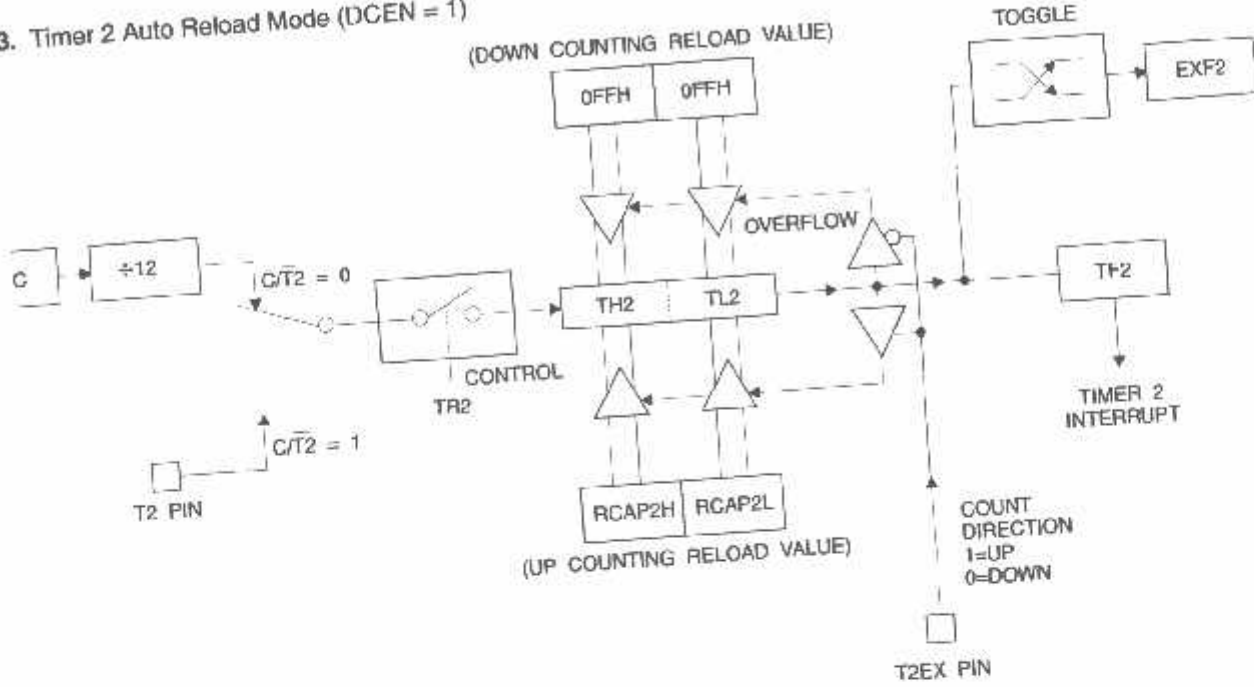 3. Timer 2 Auto Reload Mode (DCEN = 1)
TOGGLE
(DOWN COUNTING RELOAD VALUE)
0FFH
0FFH
EXF2
OVERFLOW
C
÷12
C/T̅2̅ = 0
TH2
TL2
TF2
CONTROL
TR2
TIMER 2
INTERRUPT
C/T̅2̅ = 1
T2 PIN
RCAP2H
RCAP2L
(UP COUNTING RELOAD VALUE)
COUNT
DIRECTION
1=UP
0=DOWN
T2EX PIN